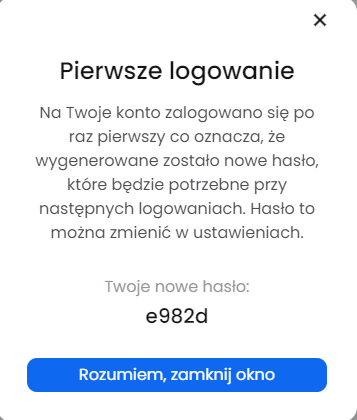 Pierwsze logowanie
Na Twoje konto zalogowano się po
raz pierwszy co oznacza, że
wygenerowane zostało nowe hasło,
które będzie potrzebne przy
następnych logowaniach. Hasło to
można zmienić w ustawieniach.
Twoje nowe hasło:
e982d
Rozumiem, zamknij okno